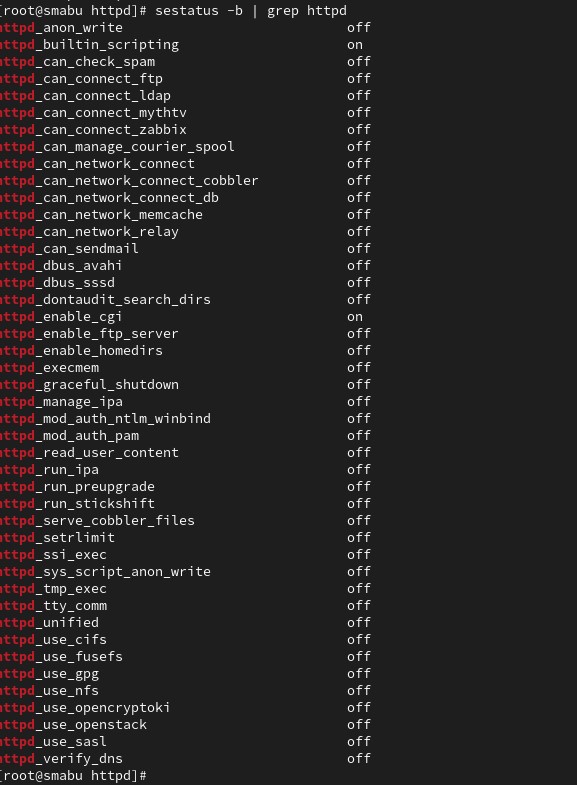 [root@smabu httpd]# sestatus -b | grep httpd
httpd_anon_write off
httpd_builtin_scripting on
httpd_can_check_spam off
httpd_can_connect_ftp off
httpd_can_connect_ldap off
httpd_can_connect_mythtv off
httpd_can_connect_zabbix off
httpd_can_manage_courier_spool off
httpd_can_network_connect off
httpd_can_network_connect_cobbler off
httpd_can_network_connect_db off
httpd_can_network_memcache off
httpd_can_network_relay off
httpd_can_sendmail off
httpd_dbus_avahi off
httpd_dbus_sssd off
httpd_dontaudit_search_dirs off
httpd_enable_cgi on
httpd_enable_ftp_server off
httpd_enable_homedirs off
httpd_execmem off
httpd_graceful_shutdown off
httpd_manage_ipa off
httpd_mod_auth_ntlm_winbind off
httpd_mod_auth_pam off
httpd_read_user_content off
httpd_run_ipa off
httpd_run_preupgrade off
httpd_run_stickshift off
httpd_serve_cobbler_files off
httpd_setrlimit off
httpd_ssi_exec off
httpd_sys_script_anon_write off
httpd_tmp_exec off
httpd_tty_comm off
httpd_unified off
httpd_use_cifs off
httpd_use_fusefs off
httpd_use_gpg off
httpd_use_nfs off
httpd_use_opencryptoki off
httpd_use_openstack off
httpd_use_sasl off
httpd_verify_dns off
[root@smabu httpd]#